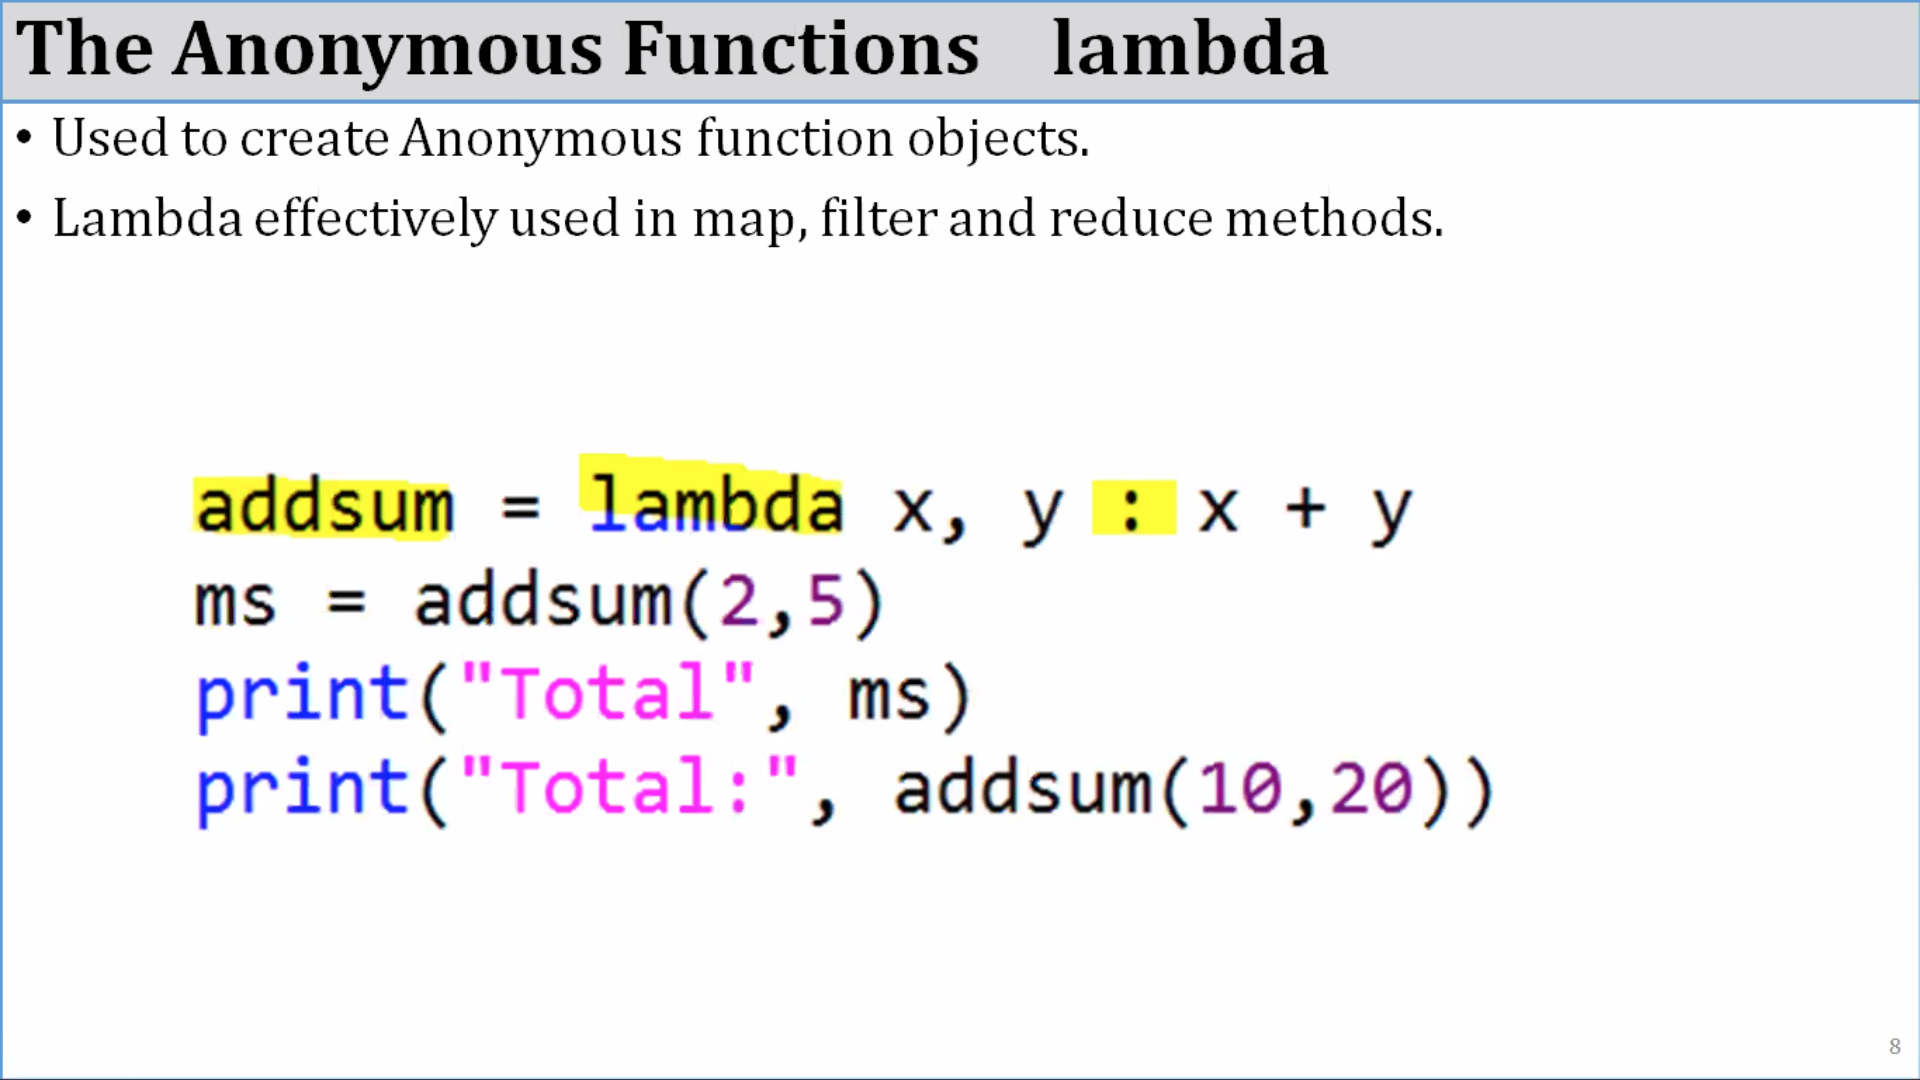 The Anonymous Functions lambda
• Used to create Anonymous function objects.
• Lambda effectively used in map, filter and reduce methods.
addsum = lambda x, y : x + y
ms = addsum(2,5)
print("Total", ms)
print("Total:", addsum(10,20))
8